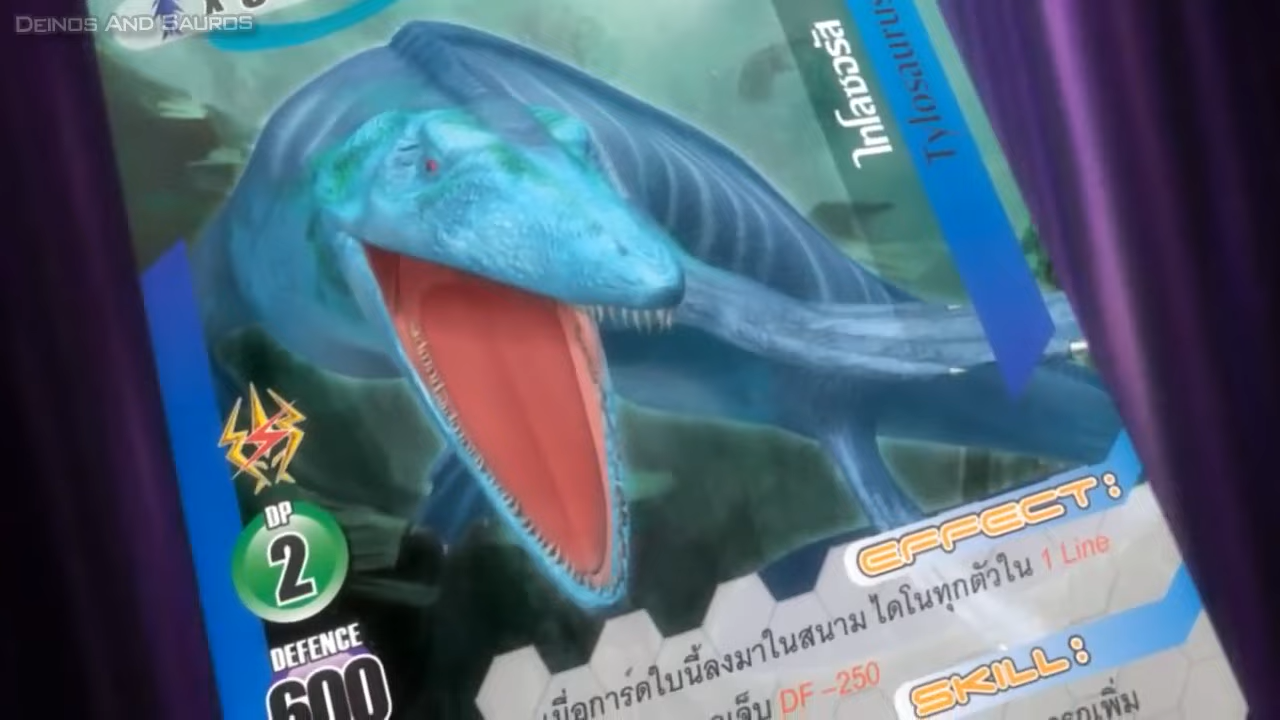 Deinos And Sauros
Tylosaurus
ไทโลซอรัส
DP
2
DEFENCE
600
EFFECT:
เมื่อการ์ดใบนี้ลงมาในสนาม ไดโนทุกตัวใน 1 Line
DF -250
SKILL: